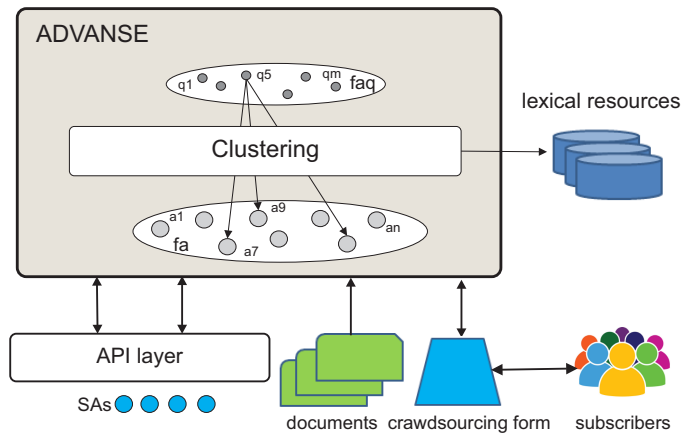 ADVANSE
q1
q5
qm
faq
lexical resources
Clustering
a1
a9
an
fa
a7
API layer
SAs
documents
crawdsourcing form
subscribers